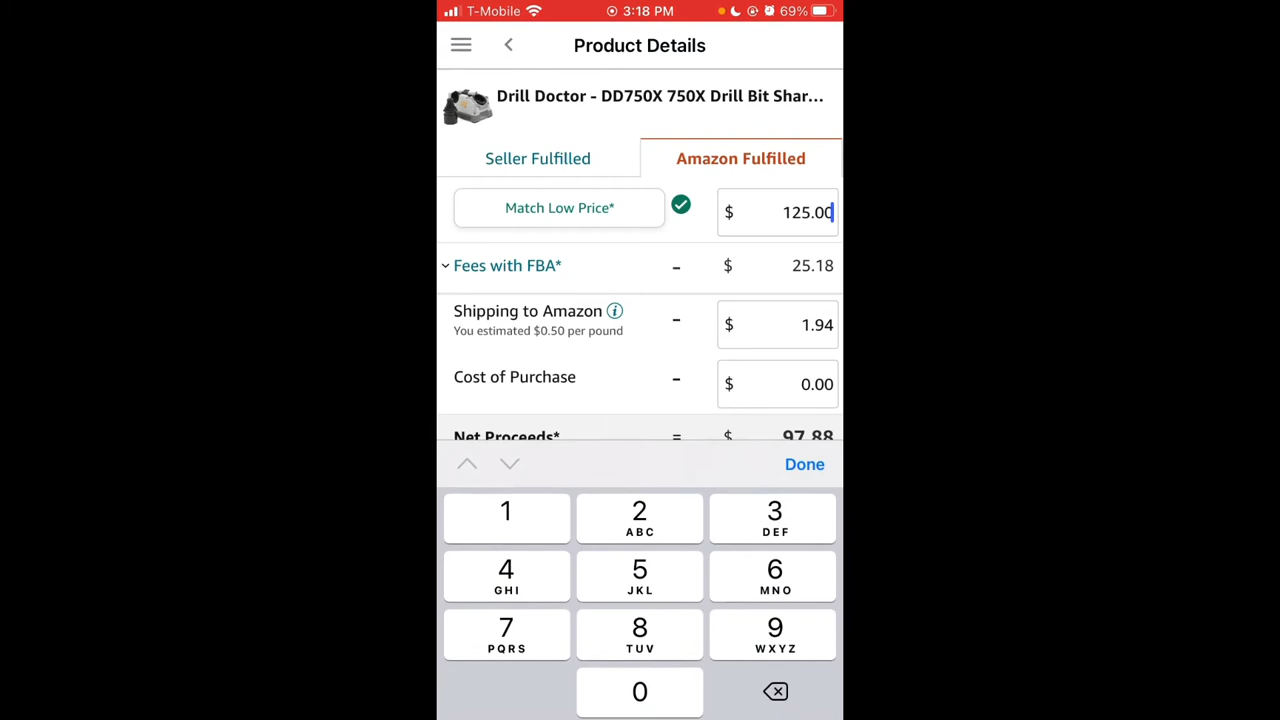 T-Mobile 3:18 PM 69%
Product Details
Drill Doctor - DD750X 750X Drill Bit Shar...
Seller Fulfilled Amazon Fulfilled
Match Low Price* $ 125.00
Fees with FBA* - $ 25.18
Shipping to Amazon i - $ 1.94
You estimated $0.50 per pound
Cost of Purchase - $ 0.00
Net Proceeds* = $ 97.88
Done
1 2 3
ABC DEF
4 5 6
GHI JKL MNO
7 8 9
PQRS TUV WXYZ
0